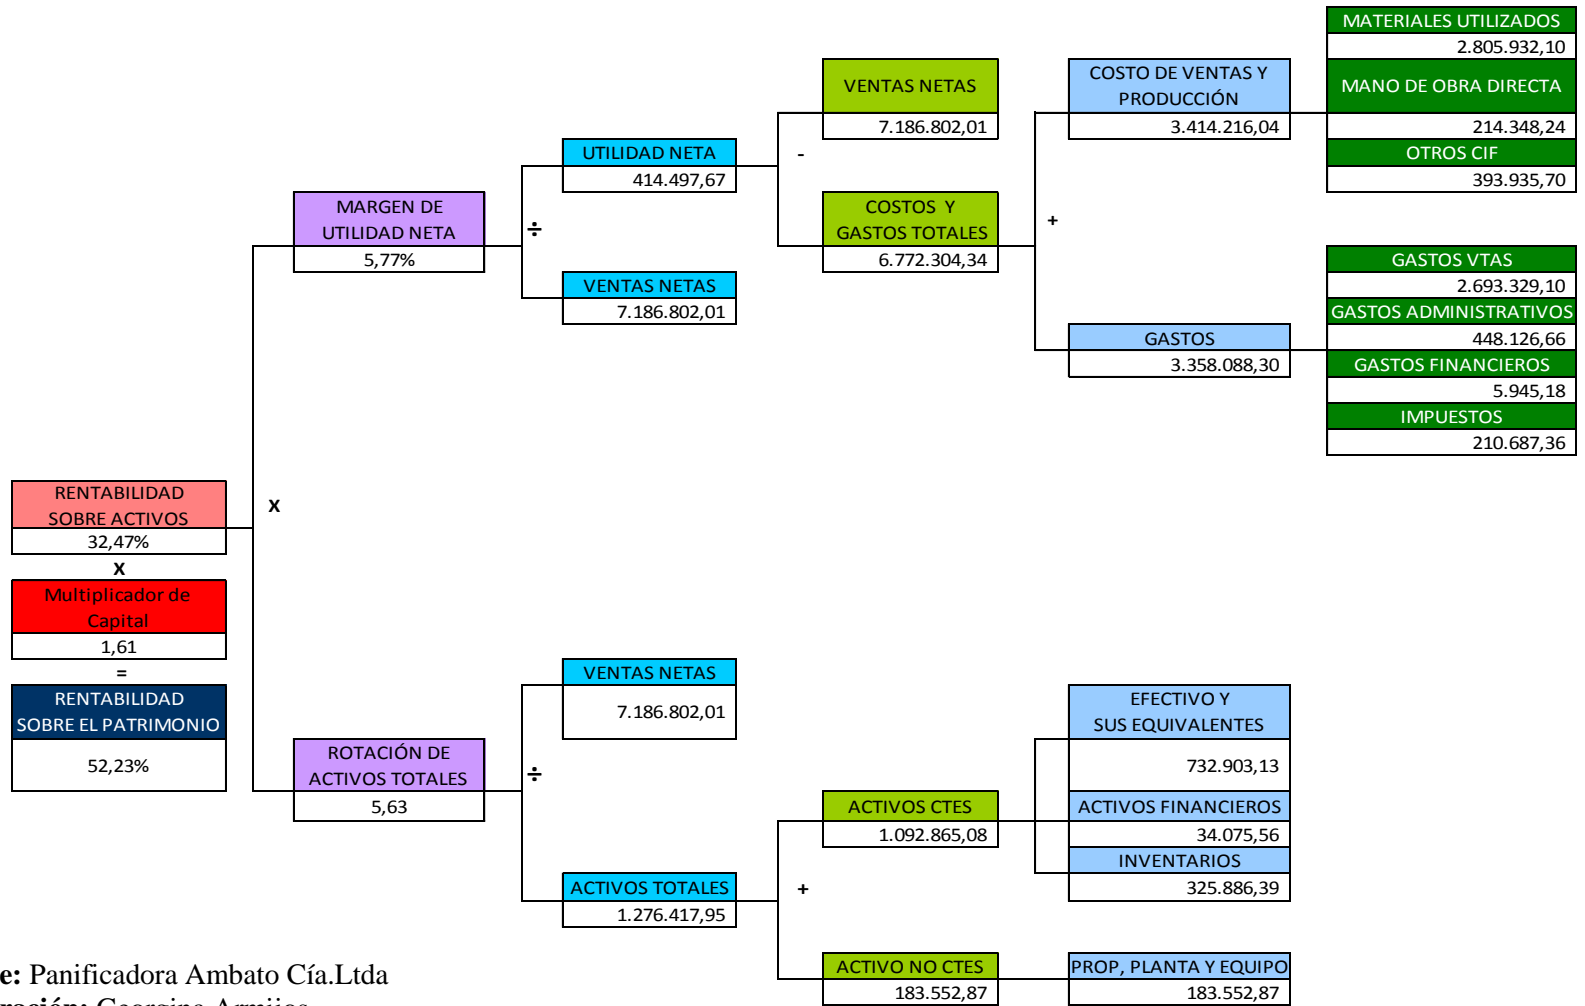 MATERIALES UTILIZADOS
2.805.932,10
MANO DE OBRA DIRECTA
214.348,24
OTROS CIF
393.935,70
COSTO DE VENTAS Y
PRODUCCIÓN
3.414.216,04
VENTAS NETAS
7.186.802,01
-
UTILIDAD NETA
414.497,67
COSTOS Y
GASTOS TOTALES
6.772.304,34
+
MARGEN DE
UTILIDAD NETA
5,77%
÷
VENTAS NETAS
7.186.802,01
GASTOS VTAS
2.693.329,10
GASTOS ADMINISTRATIVOS
448.126,66
GASTOS FINANCIEROS
5.945,18
IMPUESTOS
210.687,36
GASTOS
3.358.088,30
RENTABILIDAD
SOBRE ACTIVOS
32,47%
X
X
Multiplicador de
Capital
1,61
=
RENTABILIDAD
SOBRE EL PATRIMONIO
52,23%
VENTAS NETAS
7.186.802,01
ROTACIÓN DE
ACTIVOS TOTALES
5,63
÷
EFECTIVO Y
SUS EQUIVALENTES
732.903,13
ACTIVOS CTES
1.092.865,08
ACTIVOS FINANCIEROS
34.075,56
INVENTARIOS
325.886,39
ACTIVOS TOTALES
1.276.417,95
+
ACTIVO NO CTES
183.552,87
PROP, PLANTA Y EQUIPO
183.552,87
e: Panificadora Ambato Cía.Ltda